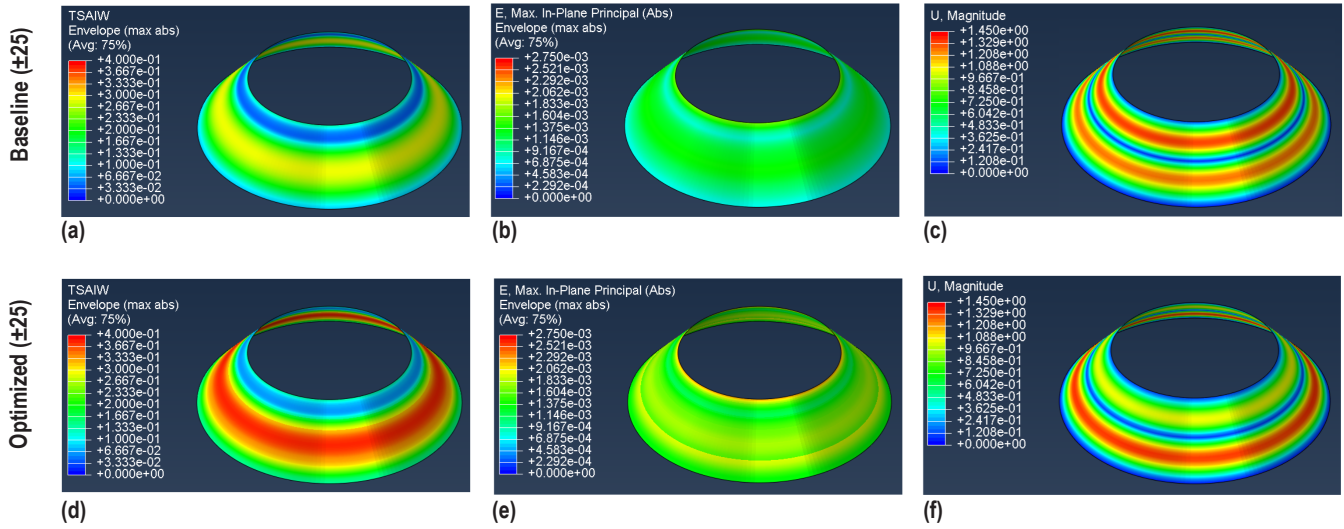 Baseline (±25)
TSAIW
Envelope (max abs)
(Avg: 75%)
+4.000e-01
+3.667e-01
+3.333e-01
+3.000e-01
+2.667e-01
+2.333e-01
+2.000e-01
+1.667e-01
+1.333e-01
+1.000e-01
+6.667e-02
+3.333e-02
+0.000e+00
(a)
E, Max. In-Plane Principal (Abs)
Envelope (max abs)
(Avg: 75%)
+2.750e-03
+2.521e-03
+2.292e-03
+2.062e-03
+1.833e-03
+1.604e-03
+1.375e-03
+1.146e-03
+9.167e-04
+6.875e-04
+4.583e-04
+2.292e-04
+0.000e+00
(b)
U, Magnitude
+1.450e+00
+1.329e+00
+1.208e+00
+1.088e+00
+9.667e-01
+8.458e-01
+7.250e-01
+6.042e-01
+4.833e-01
+3.625e-01
+2.417e-01
+1.208e-01
+0.000e+00
(c)
Optimized (±25)
TSAIW
Envelope (max abs)
(Avg: 75%)
+4.000e-01
+3.667e-01
+3.333e-01
+3.000e-01
+2.667e-01
+2.333e-01
+2.000e-01
+1.667e-01
+1.333e-01
+1.000e-01
+6.667e-02
+3.333e-02
+0.000e+00
(d)
E, Max. In-Plane Principal (Abs)
Envelope (max abs)
(Avg: 75%)
+2.750e-03
+2.521e-03
+2.292e-03
+2.062e-03
+1.833e-03
+1.604e-03
+1.375e-03
+1.146e-03
+9.167e-04
+6.875e-04
+4.583e-04
+2.292e-04
+0.000e+00
(e)
U, Magnitude
+1.450e+00
+1.329e+00
+1.208e+00
+1.088e+00
+9.667e-01
+8.458e-01
+7.250e-01
+6.042e-01
+4.833e-01
+3.625e-01
+2.417e-01
+1.208e-01
+0.000e+00
(f)